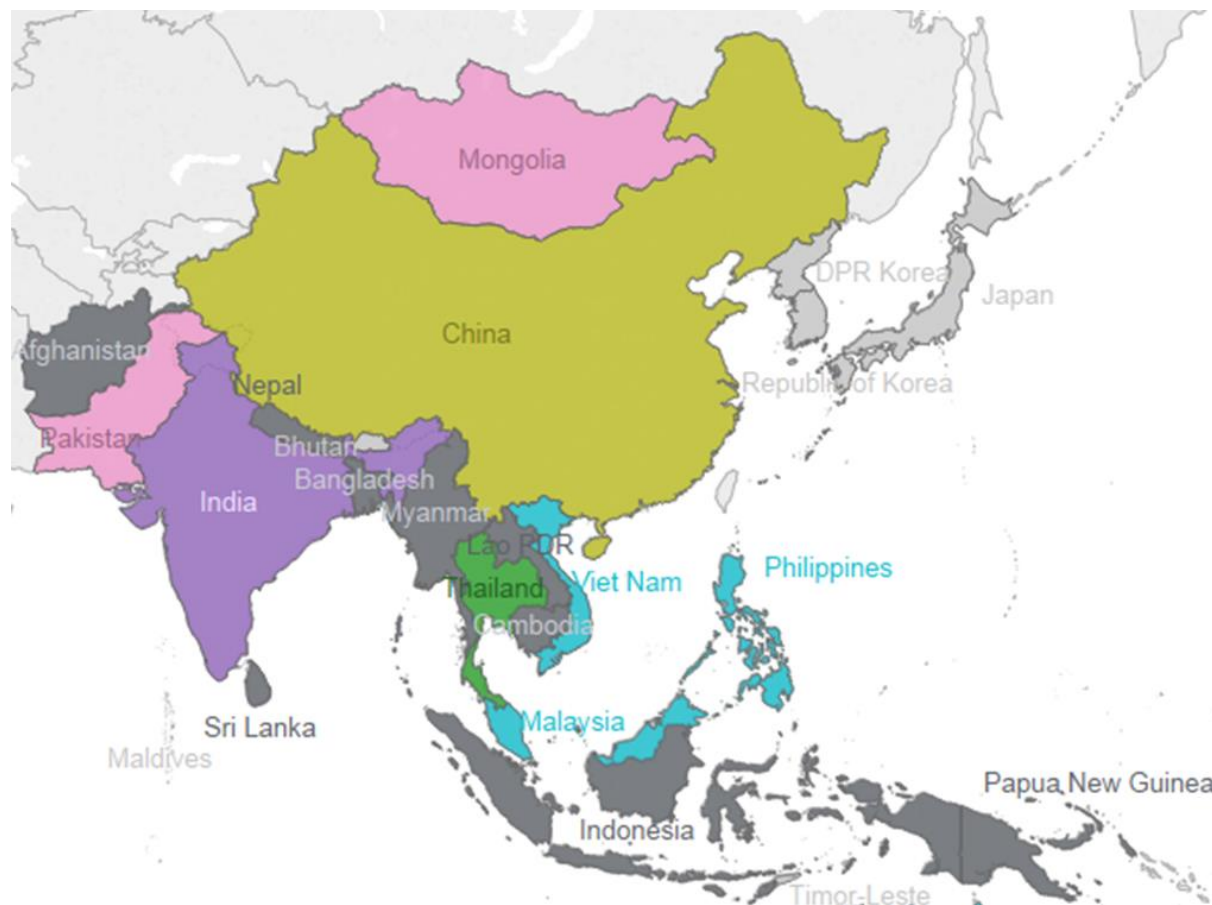 Mongolia
DPR Korea
Japan
China
Afghanistan
Republic of Korea
Nepal
Pakistan
Bhutan
Bangladesh
India
Myanmar
Lao PDR
Philippines
Viet Nam
Thailand
Cambodia
Malaysia
Sri Lanka
Maldives
Papua New Guinea
Indonesia
Timor-Leste